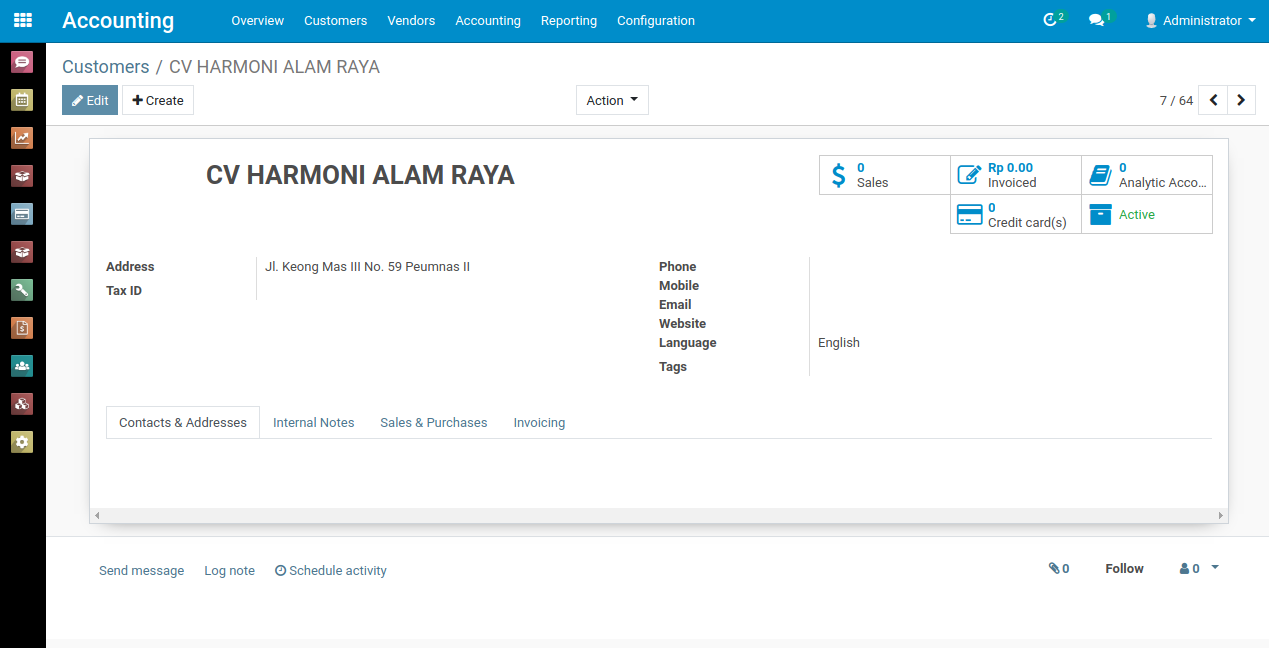 Accounting Overview Customers Vendors Accounting Reporting Configuration 2 1 Administrator
Customers / CV HARMONI ALAM RAYA
Edit Create Action 7 / 64
CV HARMONI ALAM RAYA
$ 0 Sales
Rp 0.00 Invoiced
0 Analytic Acco...
0 Credit card(s)
Active
Address Jl. Keong Mas III No. 59 Peumnas II
Tax ID
Phone
Mobile
Email
Website
Language English
Tags
Contacts & Addresses Internal Notes Sales & Purchases Invoicing
Send message Log note Schedule activity 0 Follow 0